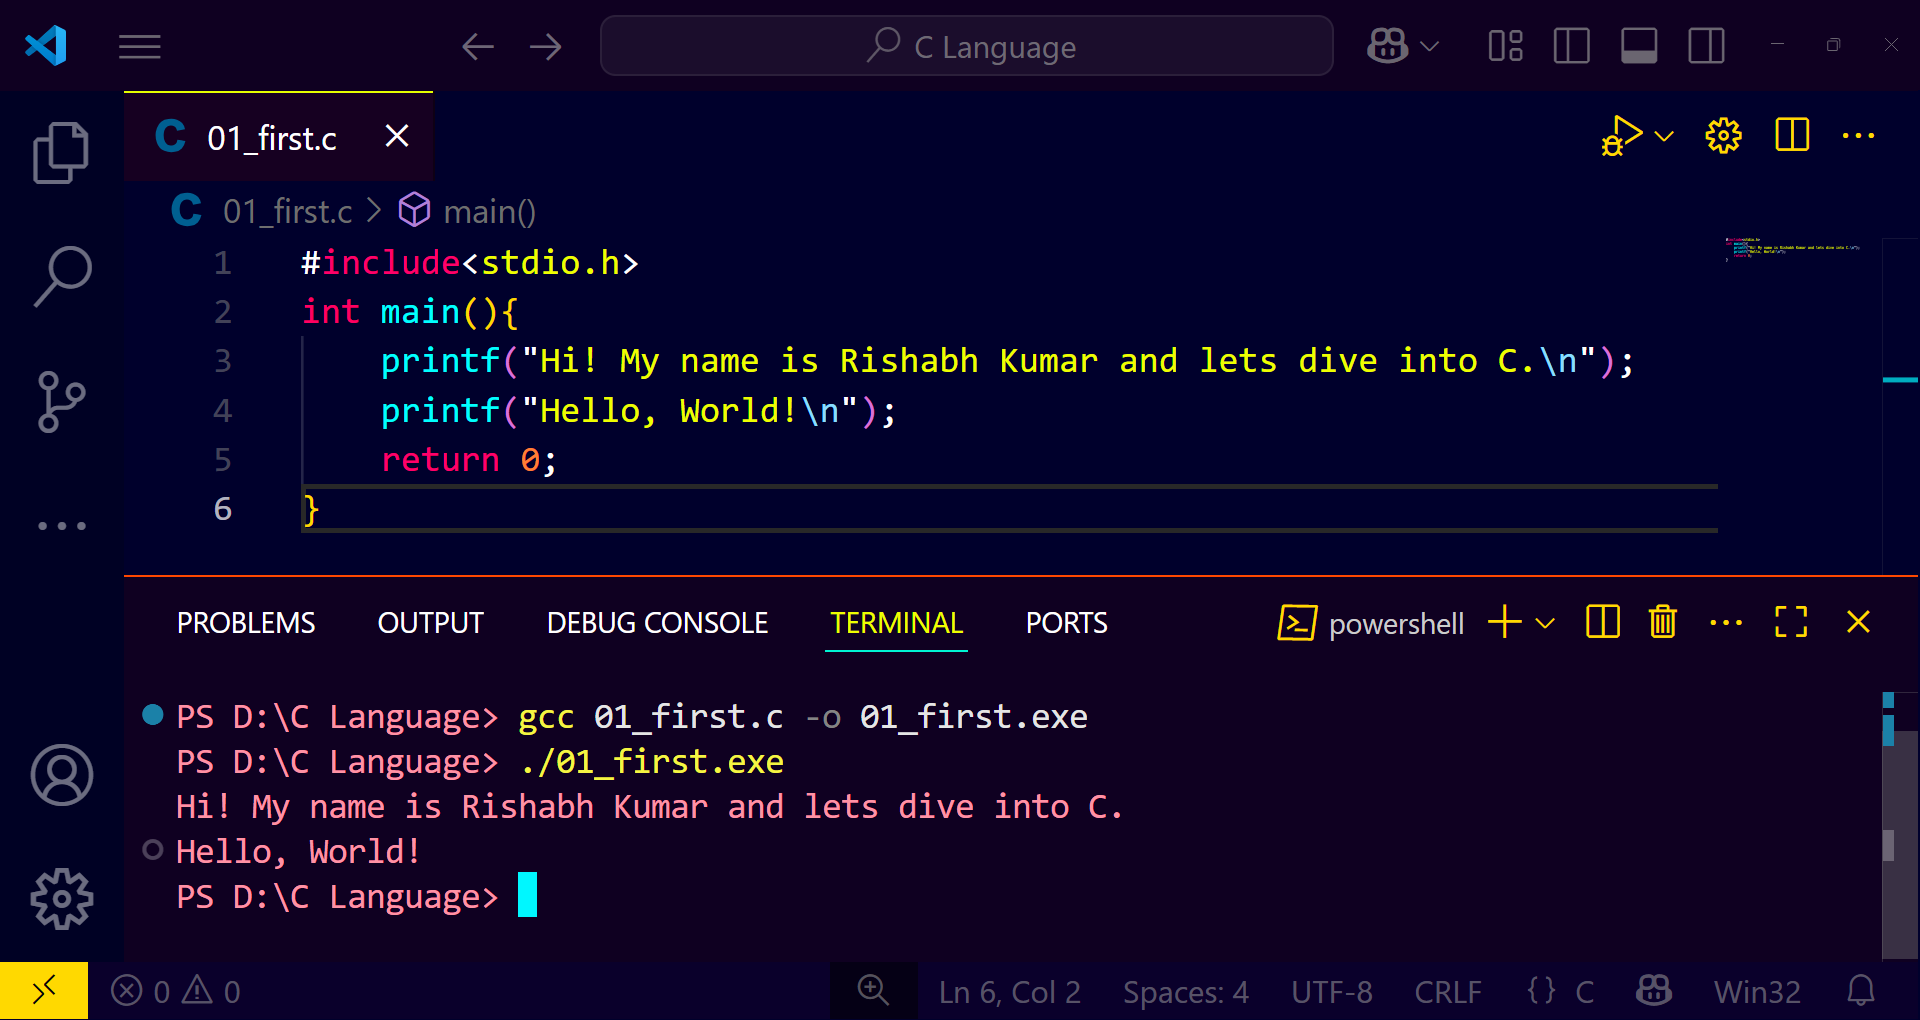 C Language
01_first.c
01_first.c > main()
1 #include<stdio.h>
2 int main(){
3     printf("Hi! My name is Rishabh Kumar and lets dive into C.\n");
4     printf("Hello, World!\n");
5     return 0;
6 }
PROBLEMS OUTPUT DEBUG CONSOLE TERMINAL PORTS powershell
PS D:\C Language> gcc 01_first.c -o 01_first.exe
PS D:\C Language> ./01_first.exe
Hi! My name is Rishabh Kumar and lets dive into C.
Hello, World!
PS D:\C Language>
0 0 Ln 6, Col 2 Spaces: 4 UTF-8 CRLF {} C Win32